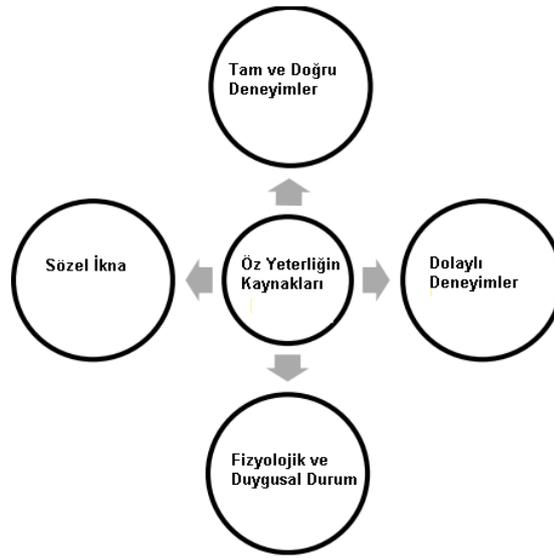 Tam ve Doğru
Deneyimler
Sözel İkna
Öz Yeterliğin
Kaynakları
Dolaylı
Deneyimler
Fizyolojik ve
Duygusal Durum